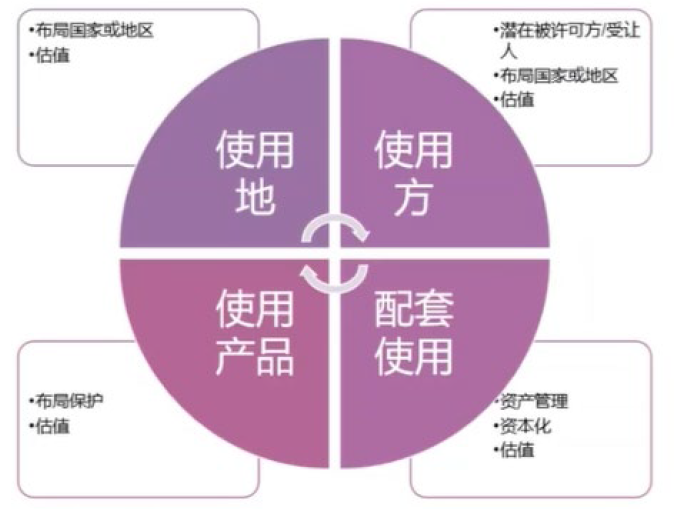 •布局国家或地区
•估值
•潜在被许可方/受让
人
•布局国家或地区
•估值
使用
地
使用
方
使用
产品
配套
使用
•布局保护
•估值
•资产管理
•资本化
•估值